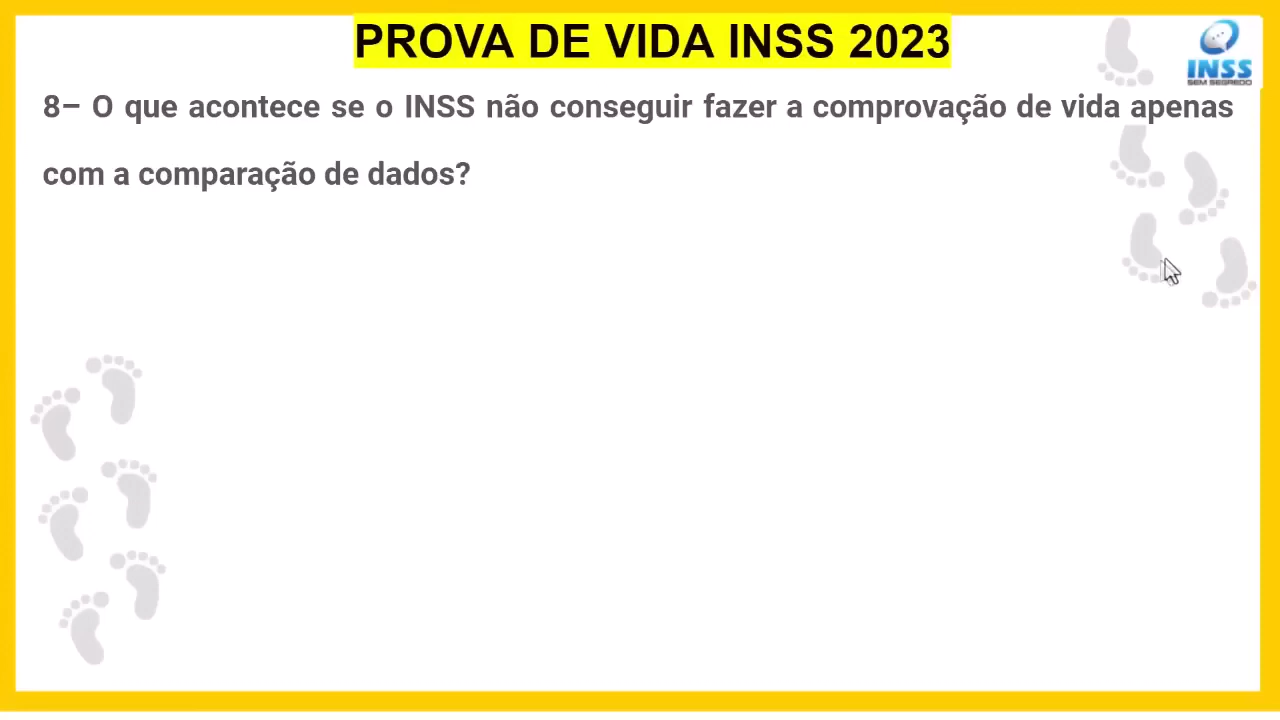 PROVA DE VIDA INSS 2023
INSS
SEM SEGREDO
8– O que acontece se o INSS não conseguir fazer a comprovação de vida apenas
com a comparação de dados?